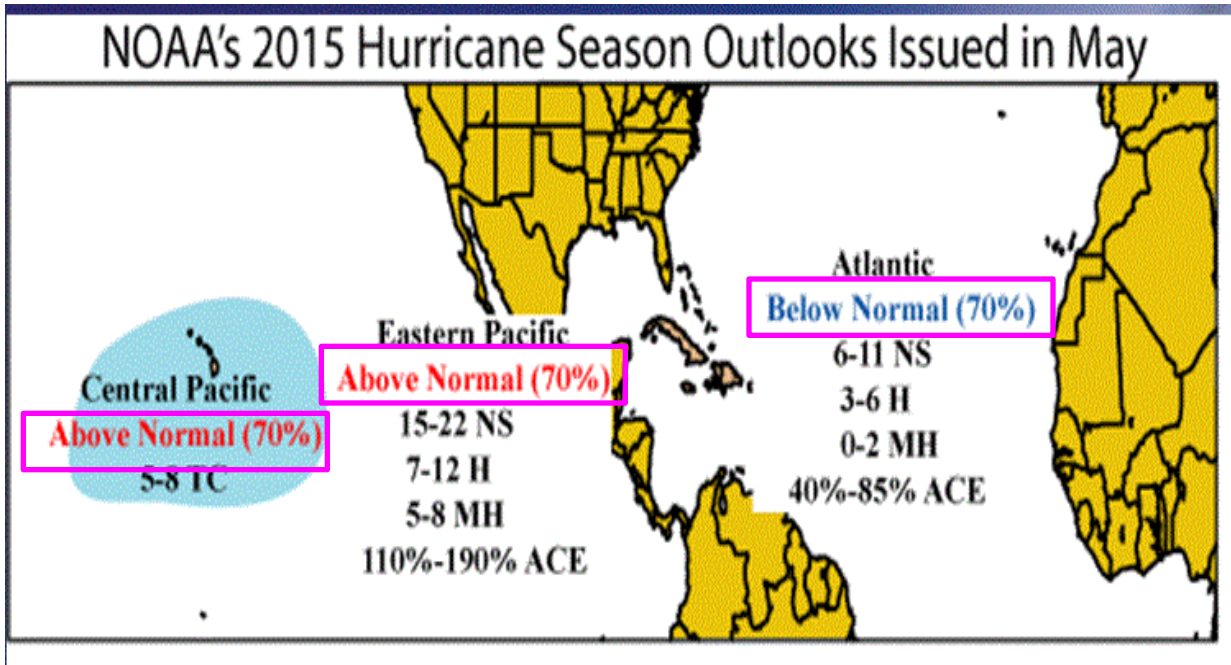 NOAA's 2015 Hurricane Season Outlooks Issued in May
Central Pacific
Above Normal (70%)
5-8 TC
Eastern Pacific
Above Normal (70%)
15-22 NS
7-12 H
5-8 MH
110%-190% ACE
Atlantic
Below Normal (70%)
6-11 NS
3-6 H
0-2 MH
40%-85% ACE